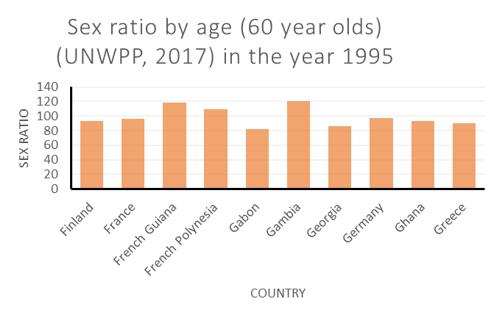 Sex ratio by age (60 year olds)
(UNWPP, 2017) in the year 1995
140
120
100
80
60
40
20
0
SEX RATIO
Finland
France
French Guiana
French Polynesia
Gabon
Gambia
Georgia
Germany
Ghana
Greece
COUNTRY